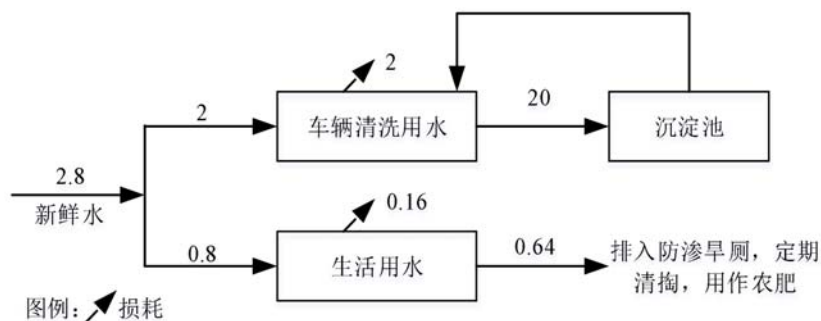 2
2
车辆清洗用水
20
沉淀池
2.8
新鲜水
0.16
0.8
生活用水
0.64
排入防渗旱厕，定期
清掏，用作农肥
图例：
损耗